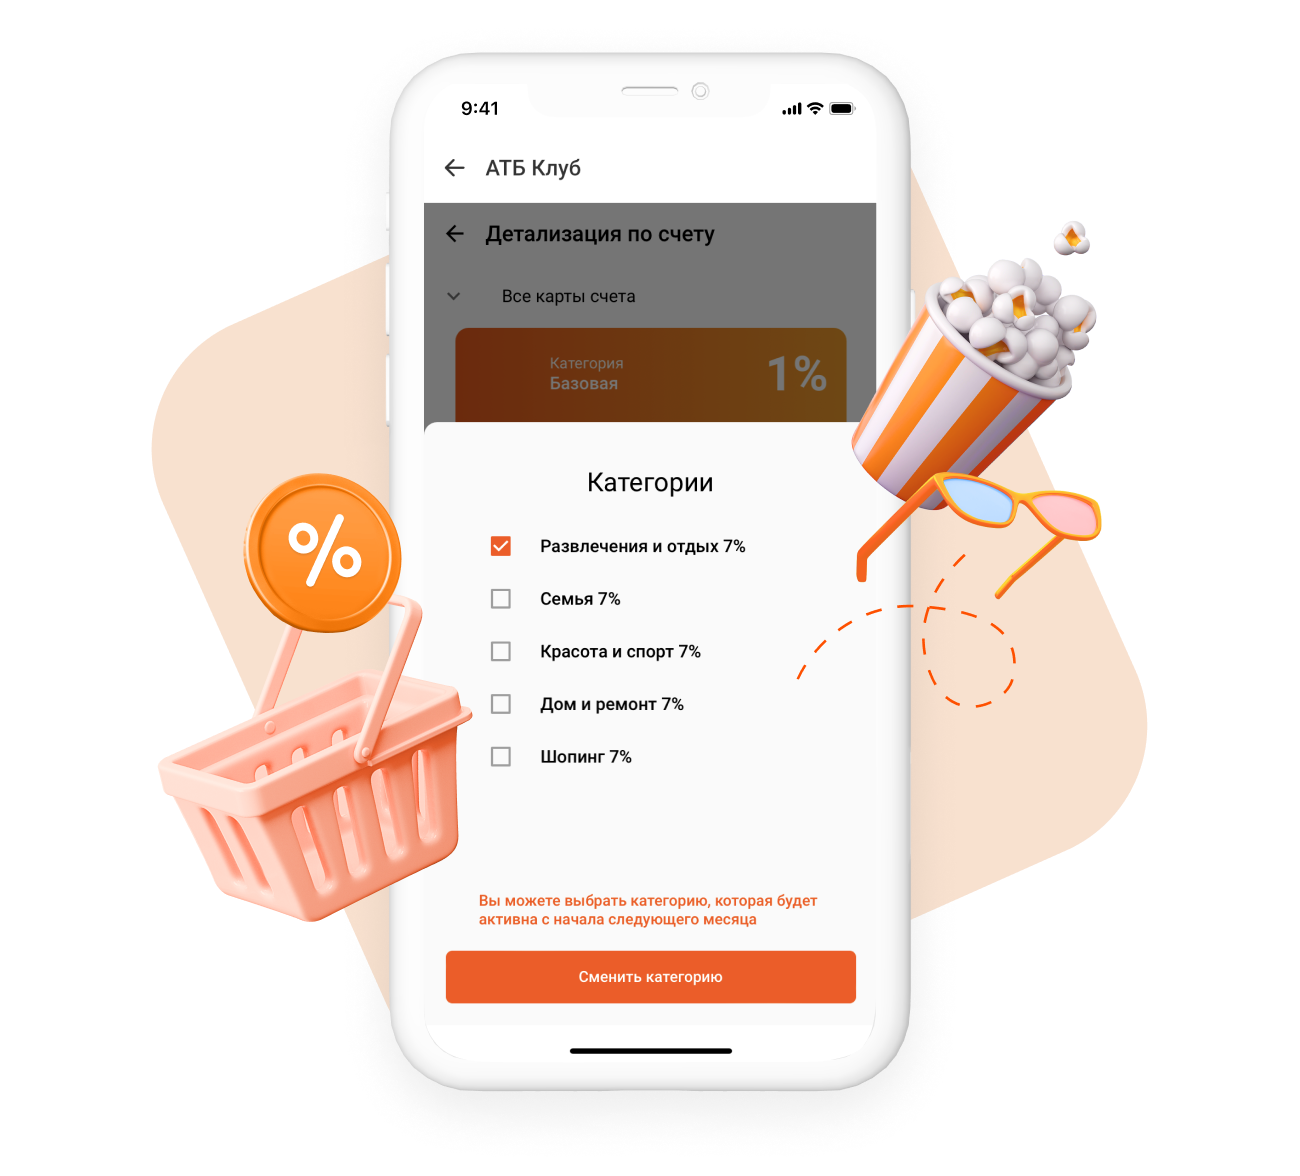 9:41
АТБ Клуб
Детализация по счету
Все карты счета
Категория
Базовая
1%
Категории
Развлечения и отдых 7%
Семья 7%
Красота и спорт 7%
Дом и ремонт 7%
Шопинг 7%
Вы можете выбрать категорию, которая будет
активна с начала следующего месяца
Сменить категорию
%